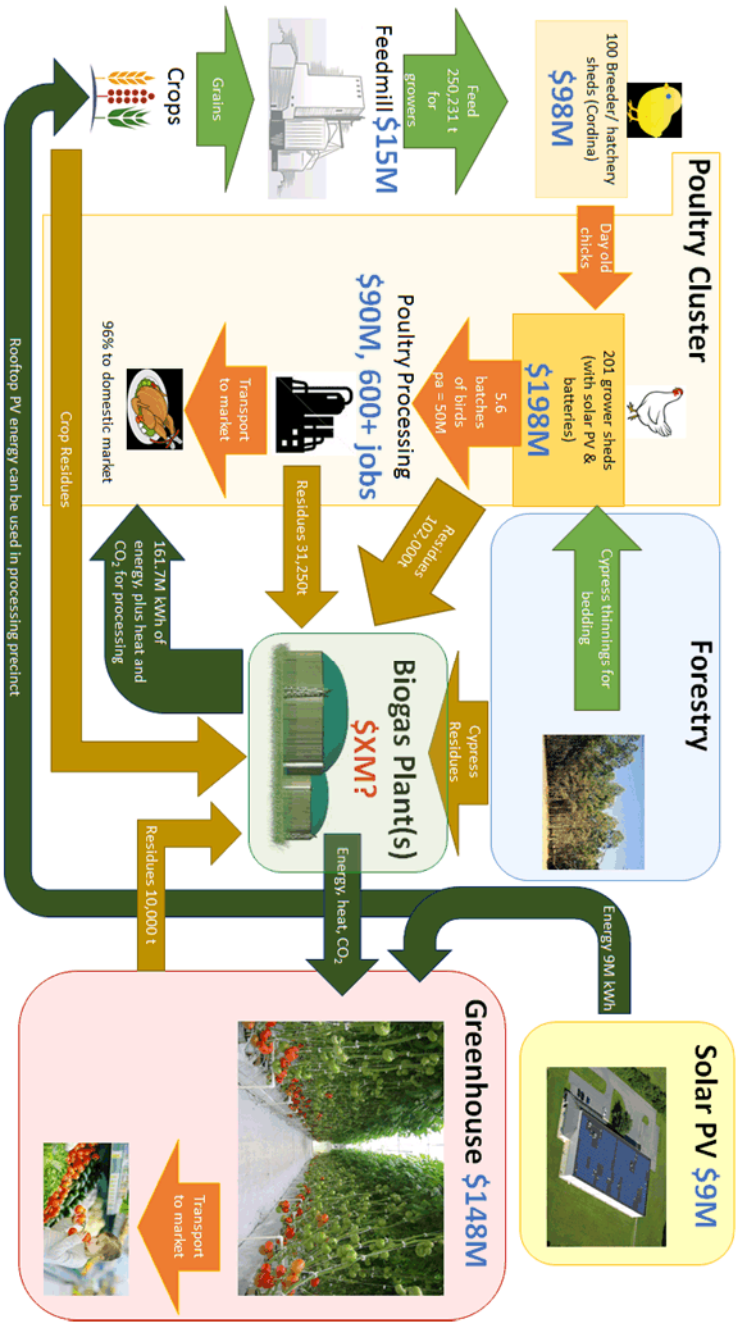 Poultry Cluster
Forestry
Solar PV $9M
100 Breeder/ hatchery
sheds (Cordina)
$98M
Day old
chicks
201 grower sheds
(with solar PV &
batteries)
$198M
Cypress thinnings for
bedding
Energy 9M kWh
Feed
250,231 t
for
growers
5.6
batches
of birds
pa = 50M
Residues
102,000t
Cypress
Residues
Feedmill $15M
Poultry Processing
$90M, 600+ jobs
Residues 31,250t
Biogas Plant(s)
$XM?
Energy, heat, CO₂
Greenhouse $148M
Grains
Transport
to market
Crops
96% to domestic market
161.7M kWh of
energy, plus heat and
CO₂ for processing
Residues 10,000 t
Transport
to market
Crop Residues
Rooftop PV energy can be used in processing precinct